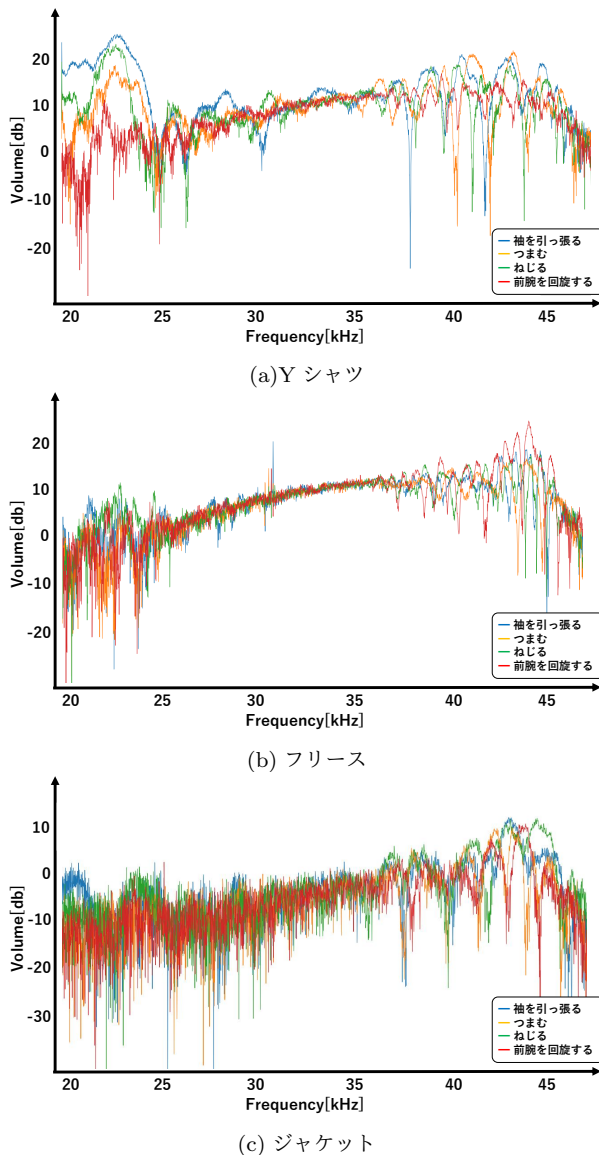 20
10
0
-10
-20
Volume[db]
袖を引っ張る
つまむ
ねじる
前腕を回旋する
20 25 30 35 40 45
Frequency[kHz]
(a)Y シャツ
20
10
0
-10
-20
Volume[db]
袖を引っ張る
つまむ
ねじる
前腕を回旋する
20 25 30 35 40 45
Frequency[kHz]
(b) フリース
10
0
-10
-20
-30
Volume[db]
袖を引っ張る
つまむ
ねじる
前腕を回旋する
20 25 30 35 40 45
Frequency[kHz]
(c) ジャケット